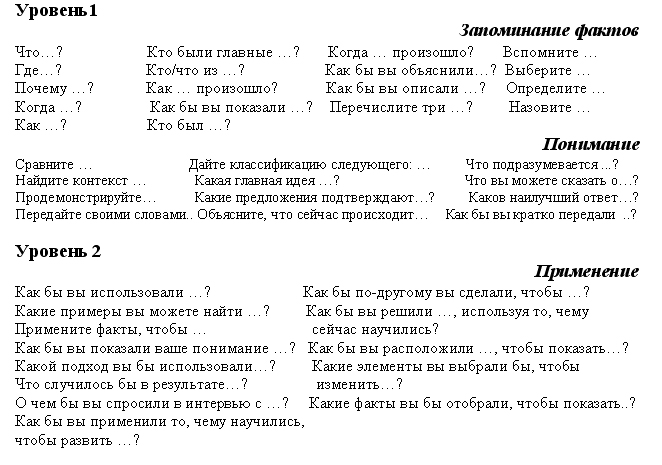 Уровень1
Запоминание фактов
Что…? Кто были главные …? Когда … произошло? Вспомните …
Где…? Кто/что из …? Как бы вы объяснили…? Выберите …
Почему …? Как … произошло? Как бы вы описали …? Определите …
Когда …? Как бы вы показали …? Перечислите три …? Назовите …
Как …? Кто был …?
Понимание
Сравните … Дайте классификацию следующего: … Что подразумевается…?
Найдите контекст … Какая главная идея …? Что вы можете сказать о…?
Продемонстрируйте… Какие предложения подтверждают…? Каков наилучший ответ…?
Передайте своими словами.. Объясните, что сейчас происходит… Как бы вы кратко передали ..?
Уровень 2
Применение
Как бы вы использовали …? Как бы по-другому вы сделали, чтобы …?
Какие примеры вы можете найти …? Как бы вы решили …, используя то, чему
Примените факты, чтобы … сейчас научились?
Как бы вы показали ваше понимание …? Как бы вы расположили …, чтобы показать…?
Какой подход вы бы использовали…? Какие элементы вы выбрали бы, чтобы
Что случилось бы в результате…? изменить…?
О чем бы вы спросили в интервью с …? Какие факты вы бы отобрали, чтобы показать..?
Как бы вы применили то, чему научились,
чтобы развить …?